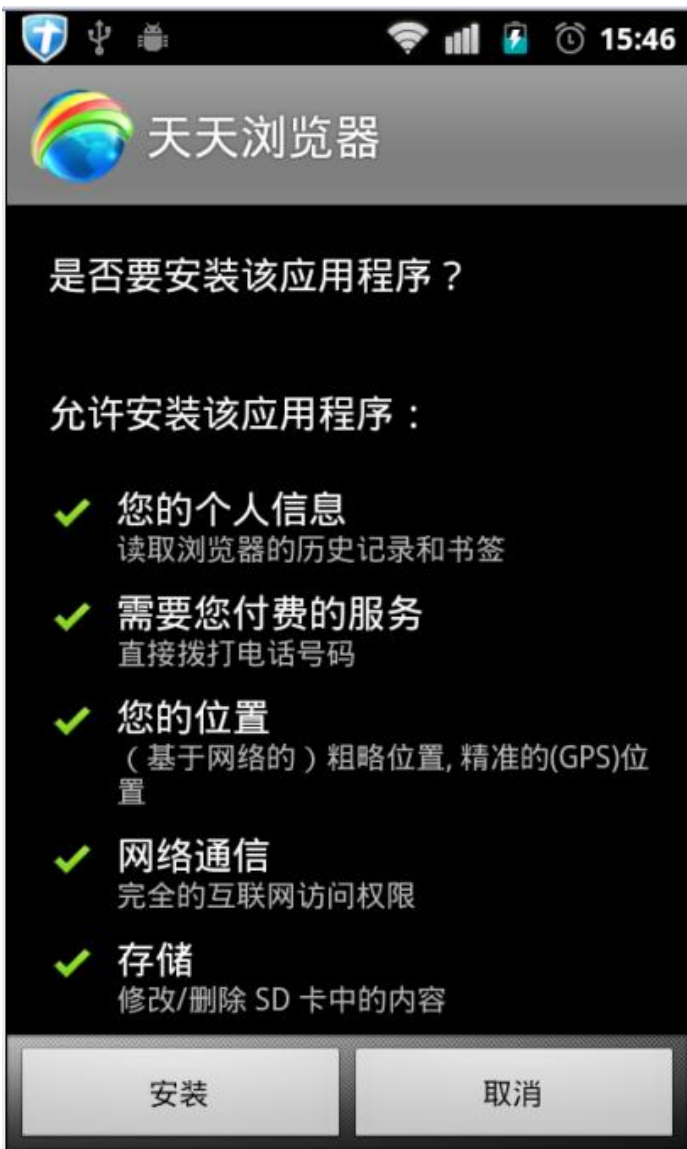 15:46
天天浏览器
是否要安装该应用程序？
允许安装该应用程序：
您的个人信息
读取浏览器的历史记录和书签
需要您付费的服务
直接拨打电话号码
您的位置
（基于网络的）粗略位置, 精准的(GPS)位
置
网络通信
完全的互联网访问权限
存储
修改/删除 SD 卡中的内容
安装
取消